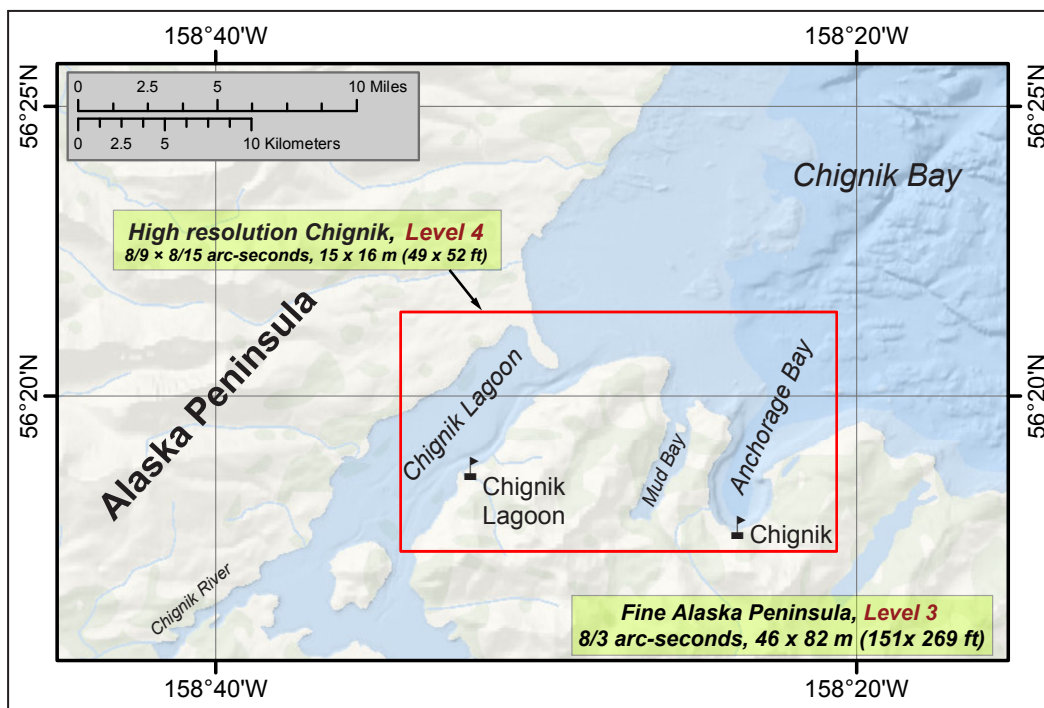 158°40'W
158°20'W
56°25'N
56°25'N
0 2.5 5 10 Miles
0 2.5 5 10 Kilometers
Chignik Bay
High resolution Chignik, Level 4
8/9 × 8/15 arc-seconds, 15 x 16 m (49 x 52 ft)
Alaska Peninsula
56°20'N
56°20'N
Chignik Lagoon
Anchorage Bay
Mud Bay
Chignik
Lagoon
Chignik
Chignik River
Fine Alaska Peninsula, Level 3
8/3 arc-seconds, 46 x 82 m (151x 269 ft)
158°40'W
158°20'W